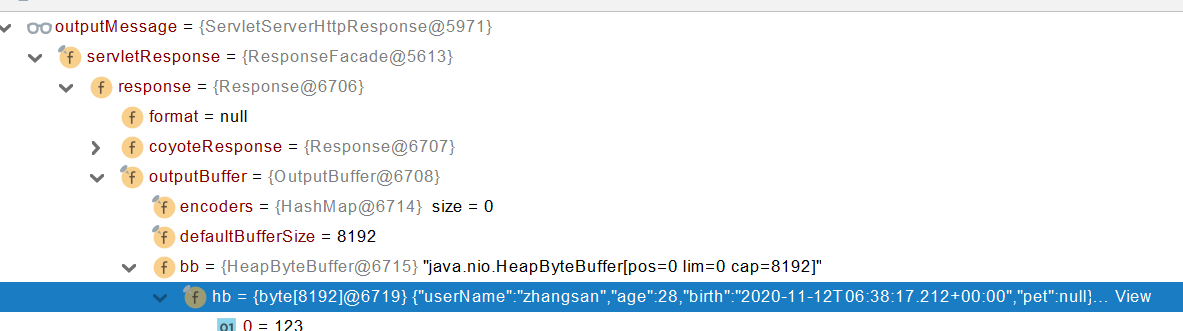 outputMessage = {ServletServerHttpResponse@5971}
servletResponse = {ResponseFacade@5613}
response = {Response@6706}
format = null
coyoteResponse = {Response@6707}
outputBuffer = {OutputBuffer@6708}
encoders = {HashMap@6714} size = 0
defaultBufferSize = 8192
bb = {HeapByteBuffer@6715} "java.nio.HeapByteBuffer[pos=0 lim=0 cap=8192]"
hb = {byte[8192]@6719} {"userName":"zhangsan","age":28,"birth":"2020-11-12T06:38:17.212+00:00","pet":null}... View
0 = 123